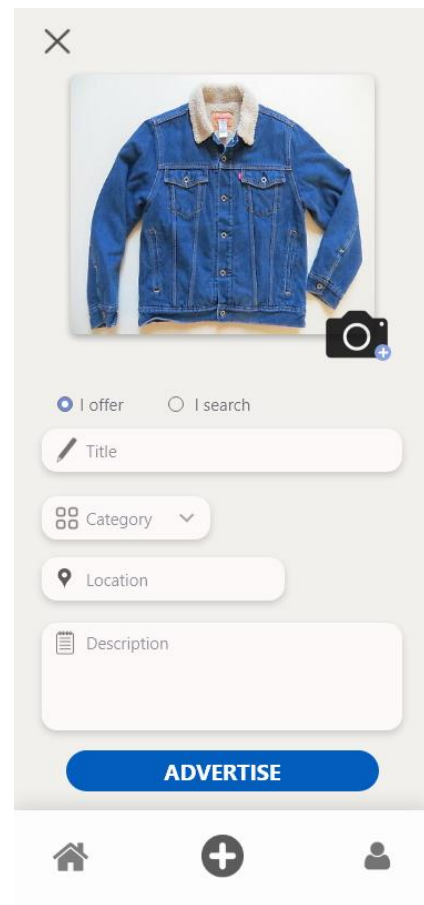 I offer I search
Title
Category
Location
Description
ADVERTISE